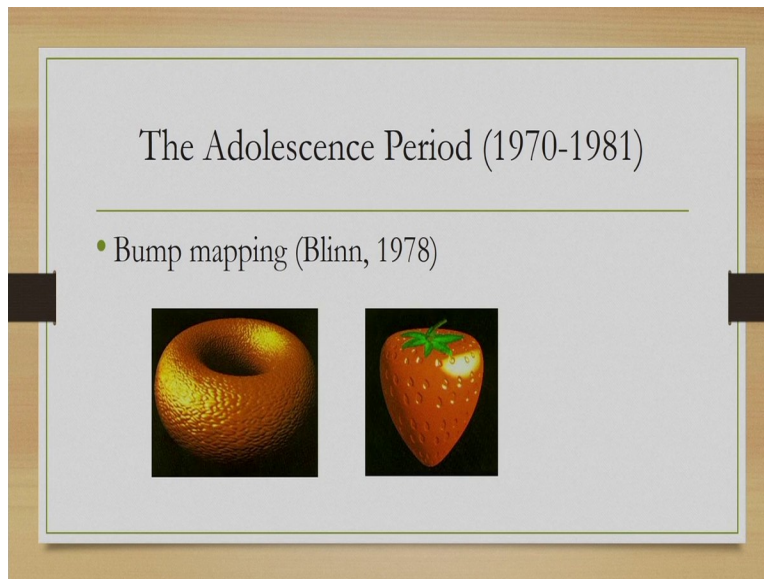 The Adolescence Period (1970-1981)
• Bump mapping (Blinn, 1978)